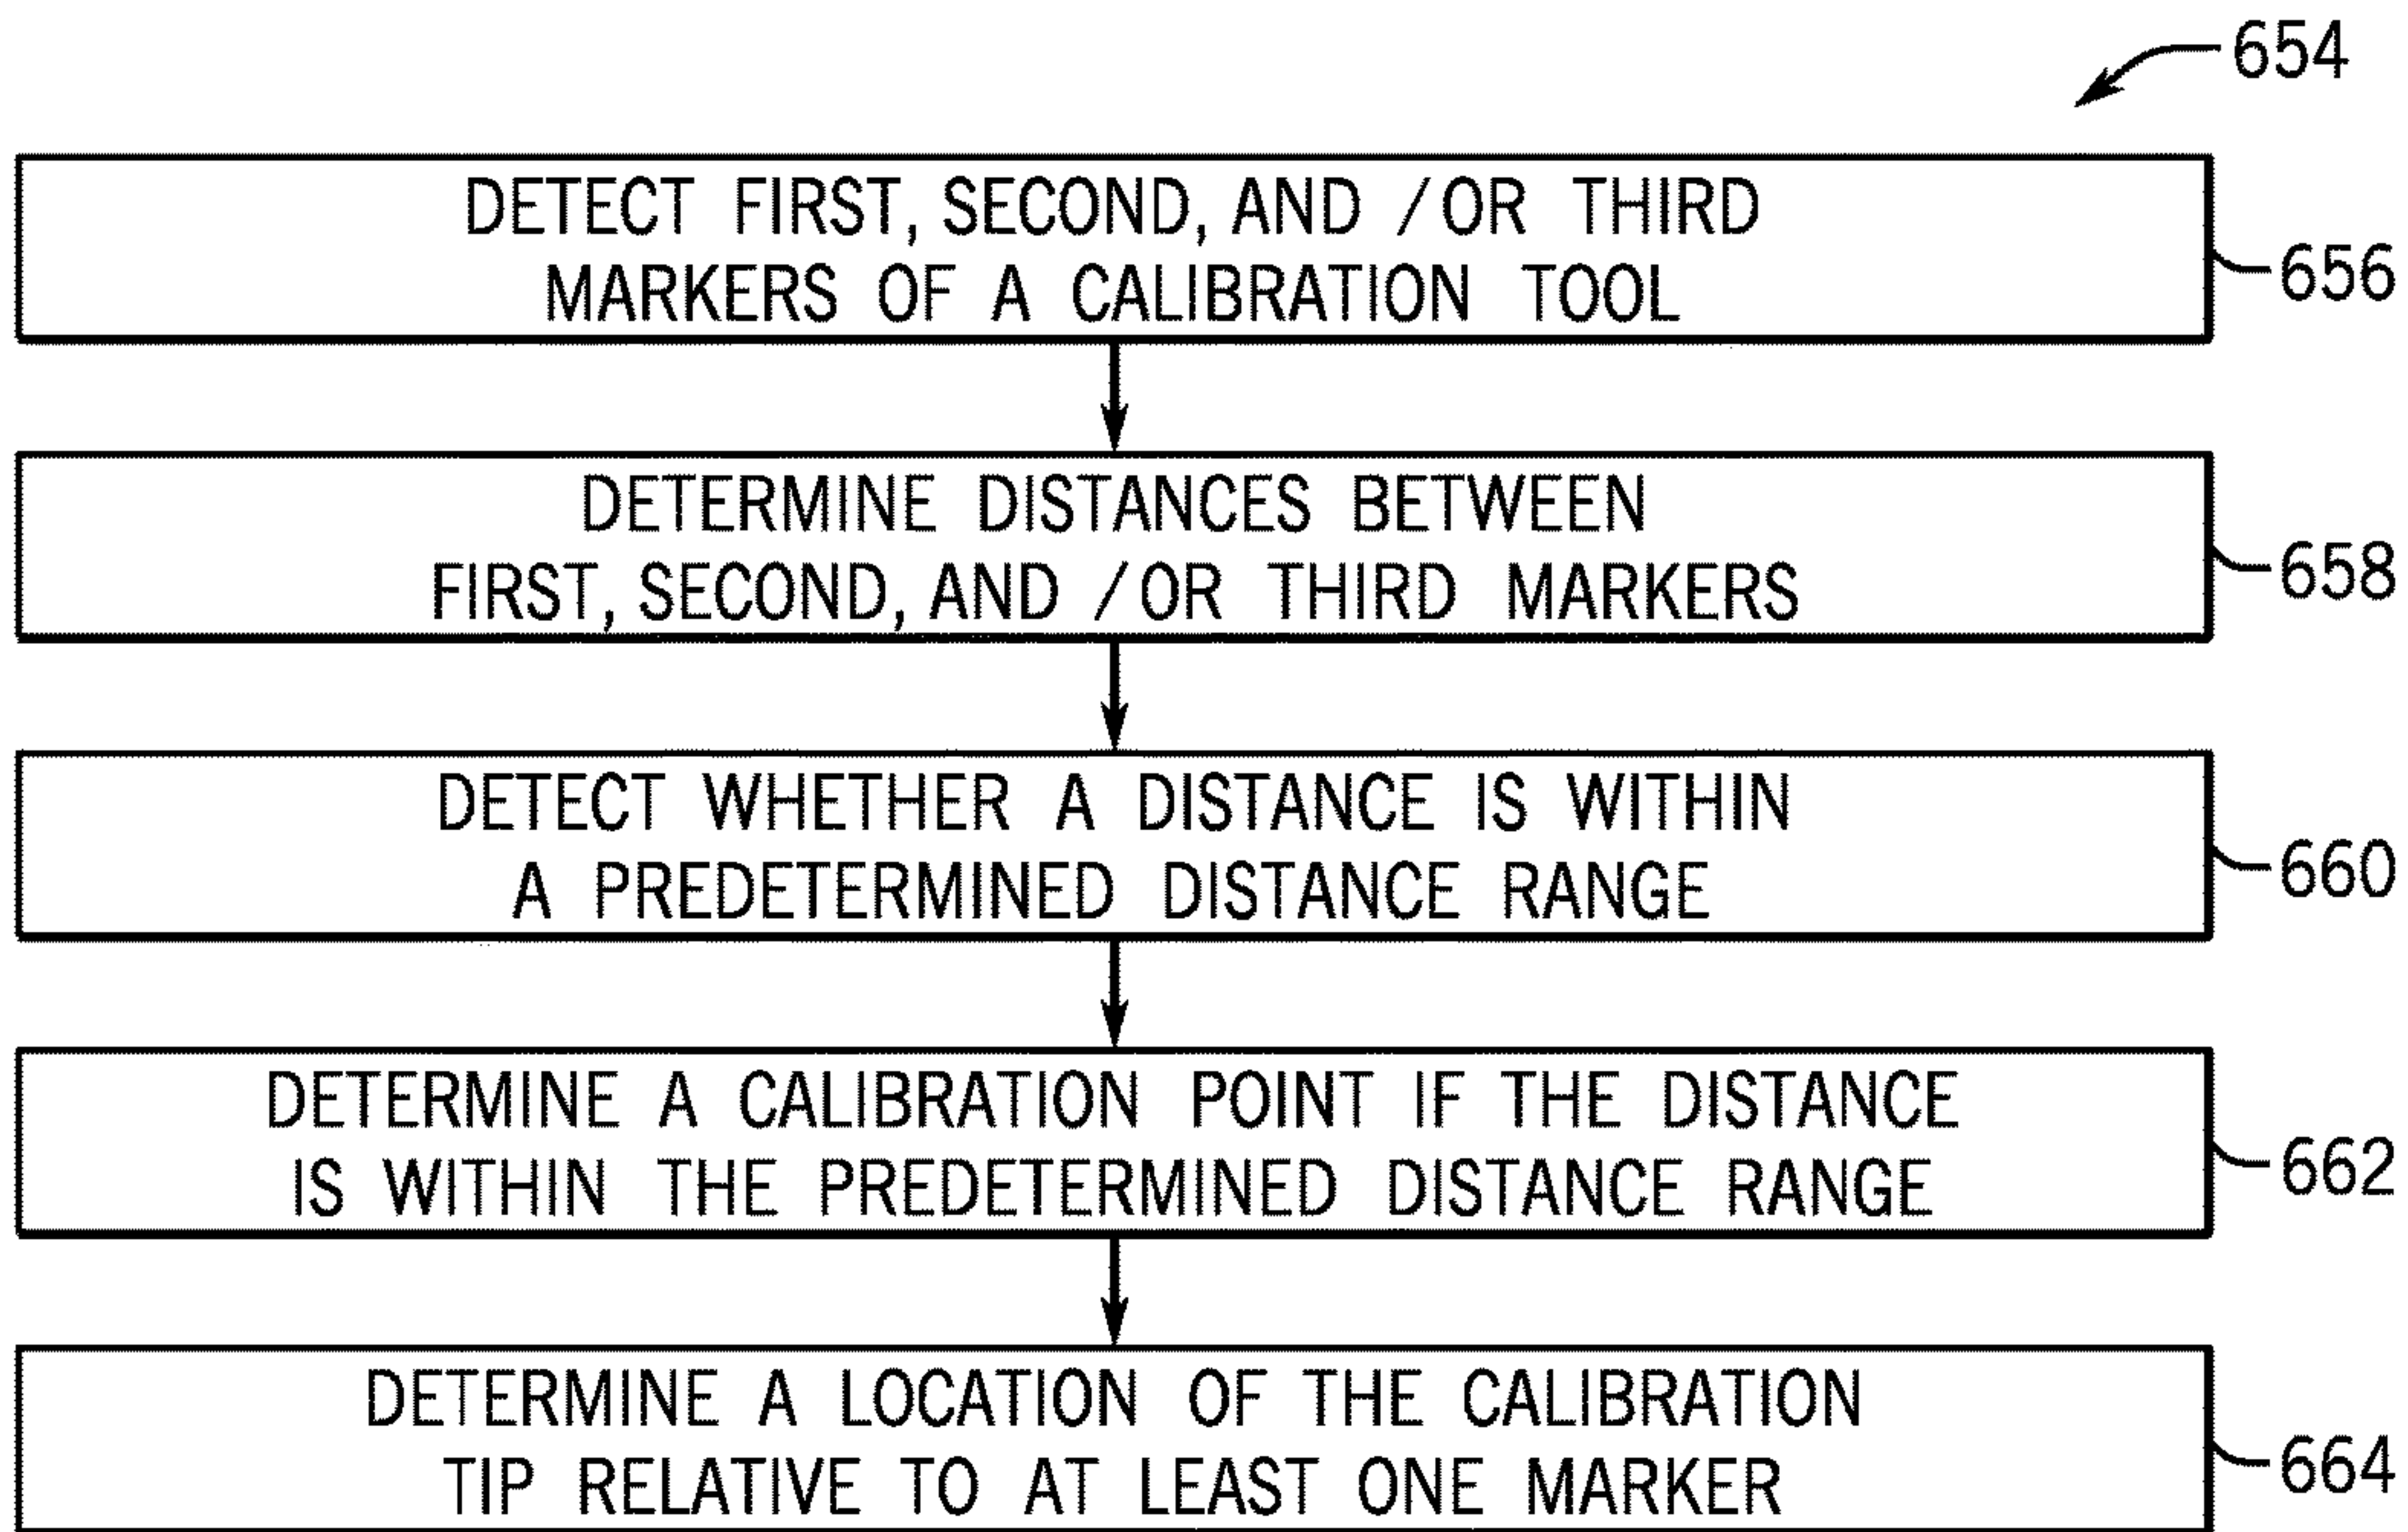 654
DETECT FIRST, SECOND, AND /OR THIRD
MARKERS OF A CALIBRATION TOOL
656
DETERMINE DISTANCES BETWEEN
FIRST, SECOND, AND /OR THIRD MARKERS
658
DETECT WHETHER A DISTANCE IS WITHIN
A PREDETERMINED DISTANCE RANGE
660
DETERMINE A CALIBRATION POINT IF THE DISTANCE
IS WITHIN THE PREDETERMINED DISTANCE RANGE
662
DETERMINE A LOCATION OF THE CALIBRATION
TIP RELATIVE TO AT LEAST ONE MARKER
664